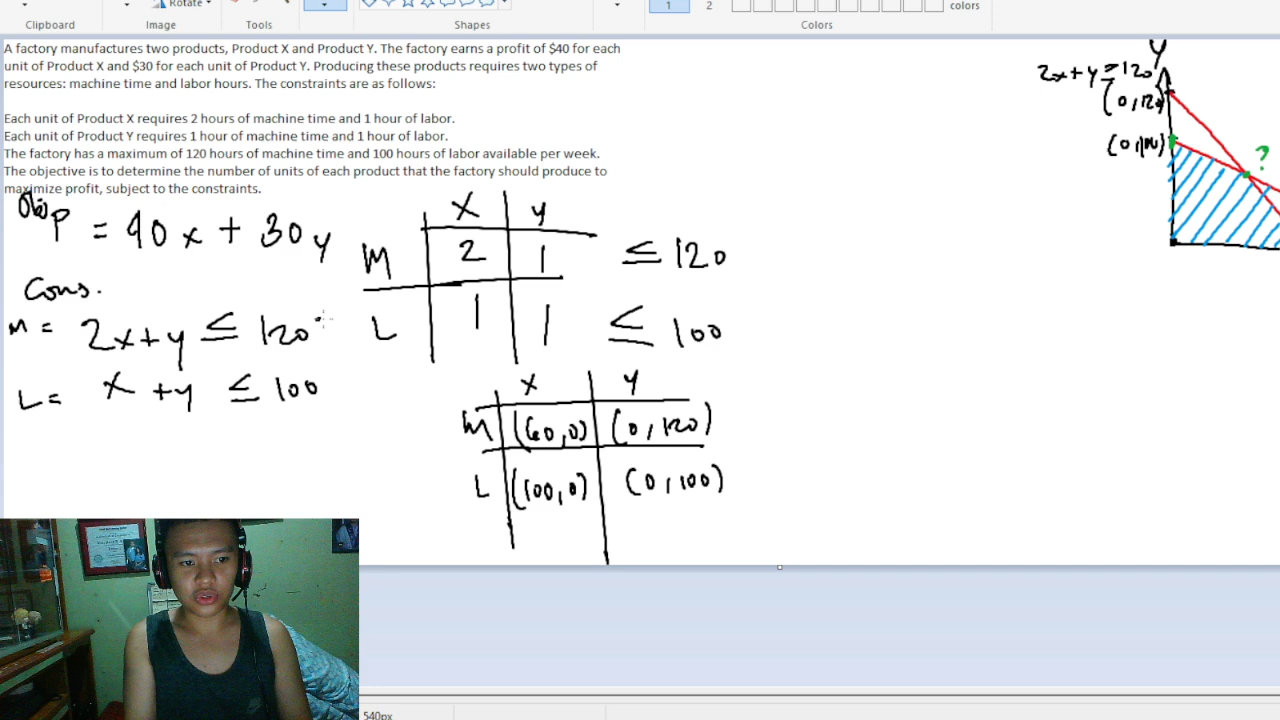 Rotate
1 2 colors
Clipboard Image Tools Shapes Colors
A factory manufactures two products, Product X and Product Y. The factory earns a profit of $40 for each
unit of Product X and $30 for each unit of Product Y. Producing these products requires two types of
resources: machine time and labor hours. The constraints are as follows:
Each unit of Product X requires 2 hours of machine time and 1 hour of labor.
Each unit of Product Y requires 1 hour of machine time and 1 hour of labor.
The factory has a maximum of 120 hours of machine time and 100 hours of labor available per week.
The objective is to determine the number of units of each product that the factory should produce to
maximize profit, subject to the constraints.
P = 40x + 30y
Cons.
M = 2x+y ≤ 120
L = x+y ≤ 100
X Y
M 2 1 ≤ 120
L 1 1 ≤ 100
X Y
M (60,0) (0,120)
L (100,0) (0,100)
Y
2x+y = 120
(0,120)
(0,100)
?
540px